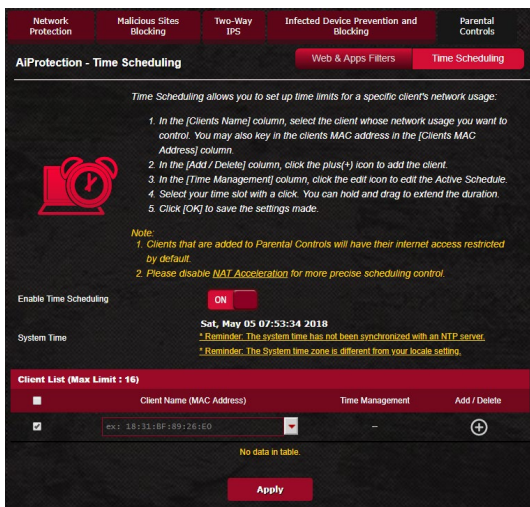 Network Protection
Malicious Sites Blocking
Two-Way IPS
Infected Device Prevention and Blocking
Parental Controls
AiProtection - Time Scheduling
Web & Apps Filters
Time Scheduling
Time Scheduling allows you to set up time limits for a specific client's network usage:
1. In the [Clients Name] column, select the client whose network usage you want to
control. You may also key in the clients MAC address in the [Clients MAC
Address] column.
2. In the [Add / Delete] column, click the plus(+) icon to add the client.
3. In the [Time Management] column, click the edit icon to edit the Active Schedule.
4. Select your time slot with a click. You can hold and drag to extend the duration.
5. Click [OK] to save the settings made.
Note:
1. Clients that are added to Parental Controls will have their internet access restricted
by default.
2. Please disable NAT Acceleration for more precise scheduling control.
Enable Time Scheduling
ON
System Time
Sat, May 05 07:53:34 2018
* Reminder: The system time has not been synchronized with an NTP server.
* Reminder: The System time zone is different from your locale setting.
Client List (Max Limit : 16)
Client Name (MAC Address)
Time Management
Add / Delete
ex: 18:31:BF:89:26:E0
–
No data in table.
Apply